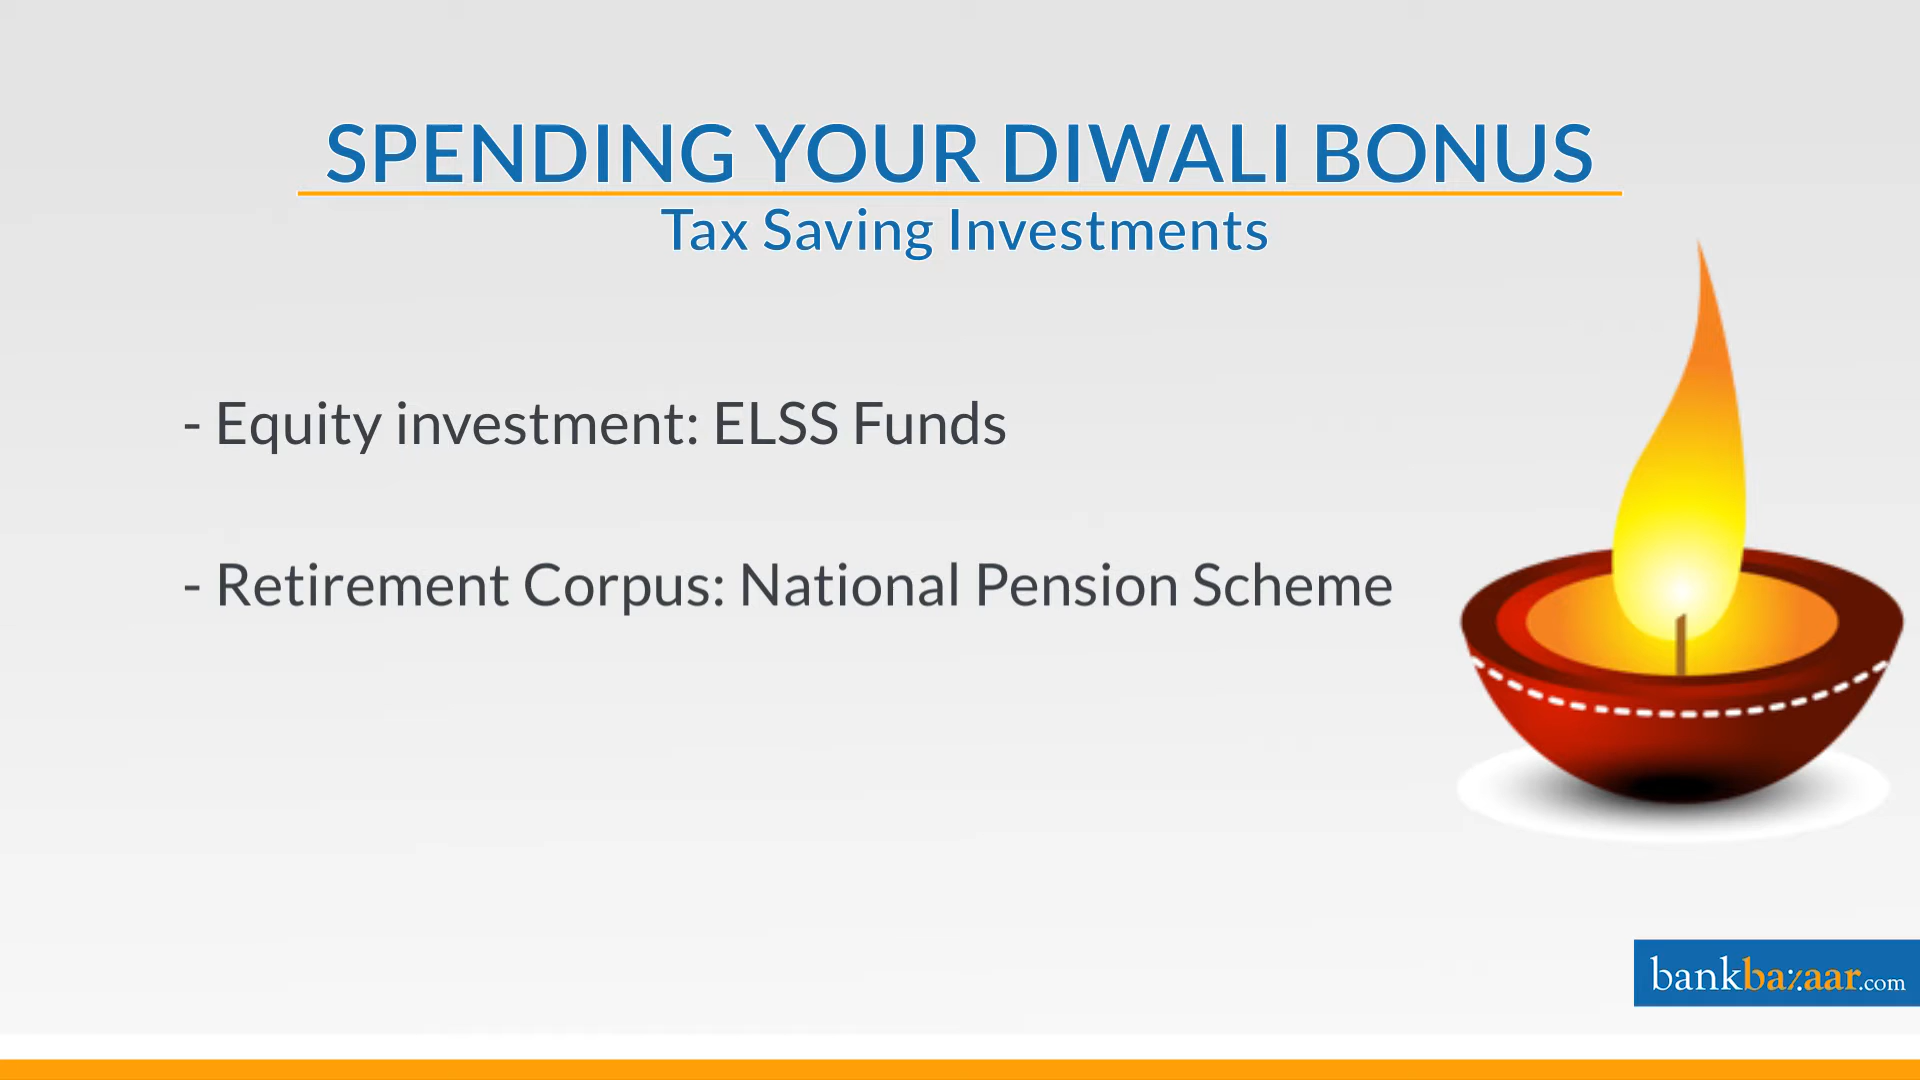 SPENDING YOUR DIWALI BONUS
Tax Saving Investments
- Equity investment: ELSS Funds
- Retirement Corpus: National Pension Scheme
bankbazaar.com